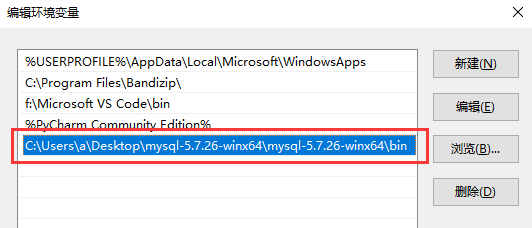 编辑环境变量
%USERPROFILE%\AppData\Local\Microsoft\WindowsApps
新建(N)
C:\Program Files\Bandizip\
f:\Microsoft VS Code\bin
编辑(E)
%PyCharm Community Edition%
C:\Users\a\Desktop\mysql-5.7.26-winx64\mysql-5.7.26-winx64\bin
浏览(B)...
删除(D)